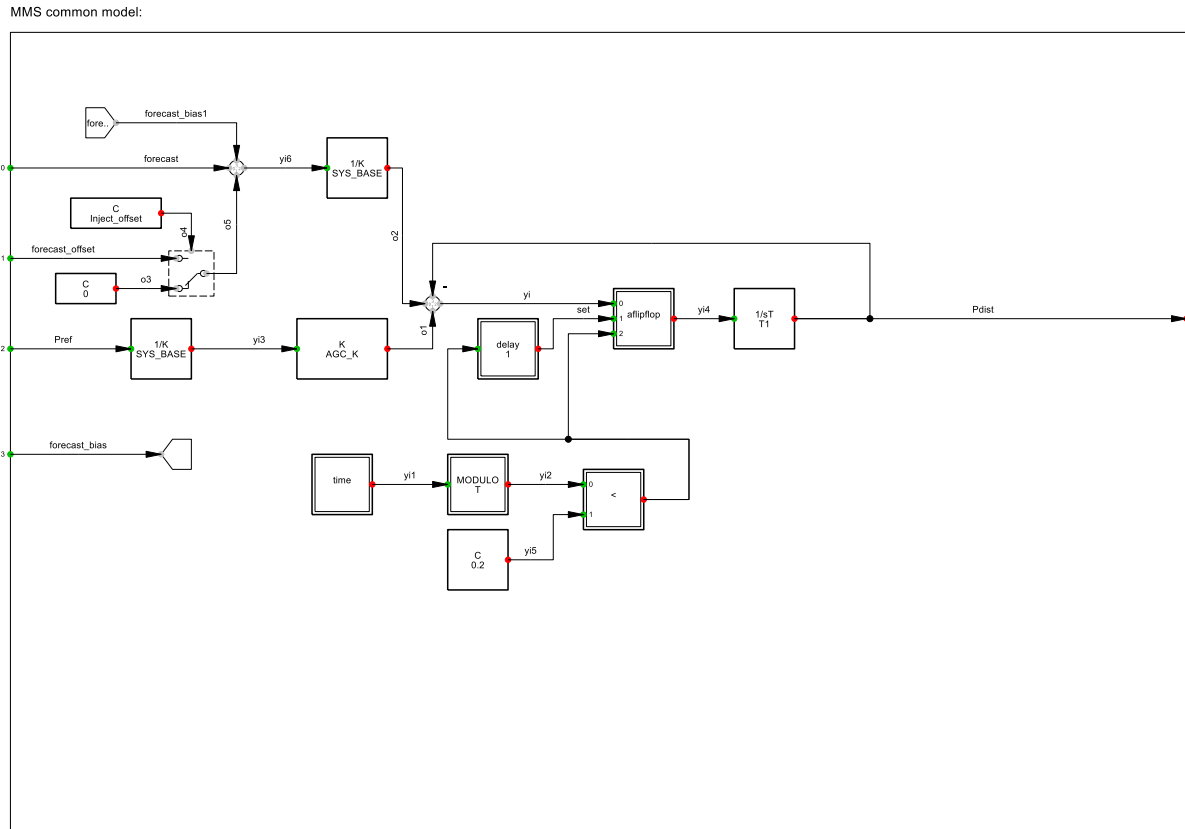 MMS common model:
forecast_bias1
fore..
0
forecast
yi6
1/K
SYS_BASE
C
Inject_offset
o4
o5
o2
1
forecast_offset
C
0
o3
-
yi
0
set
1
2
aflipflop
yi4
1/sT
T1
Pdist
2
Pref
1/K
SYS_BASE
yi3
K
AGC_K
o1
delay
1
3
forecast_bias
time
yi1
MODULO
T
yi2
0
<
1
C
0.2
yi5